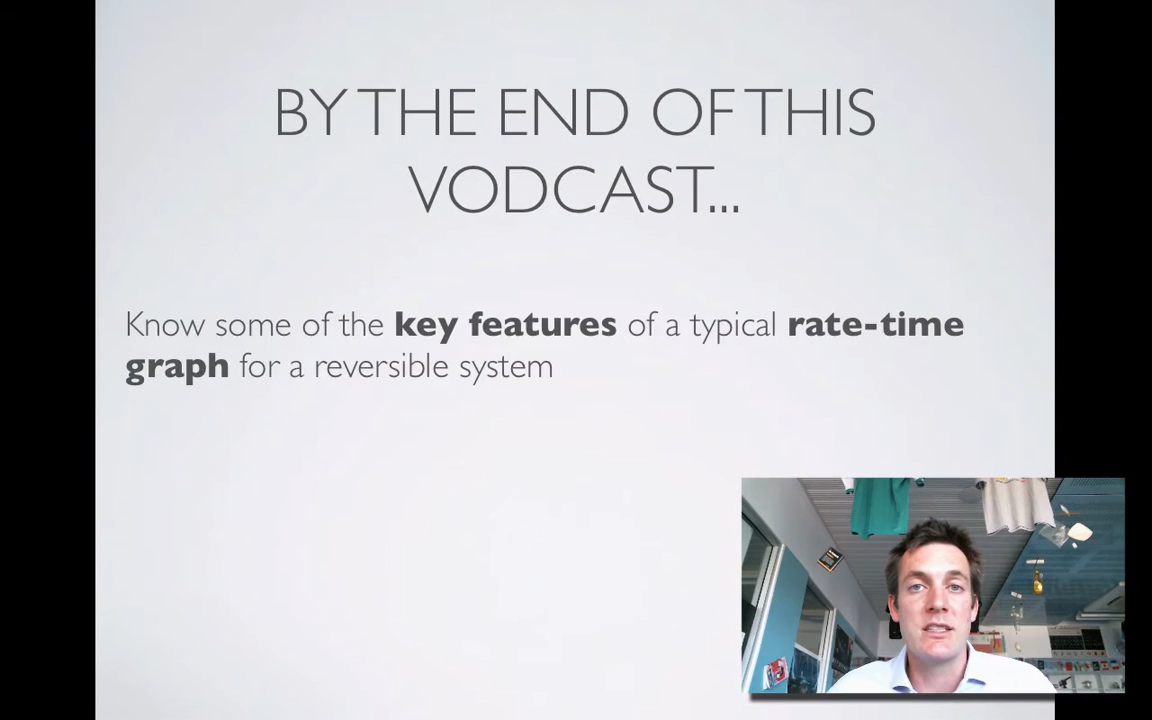 BY THE END OF THIS
VODCAST...
Know some of the key features of a typical rate-time
graph for a reversible system